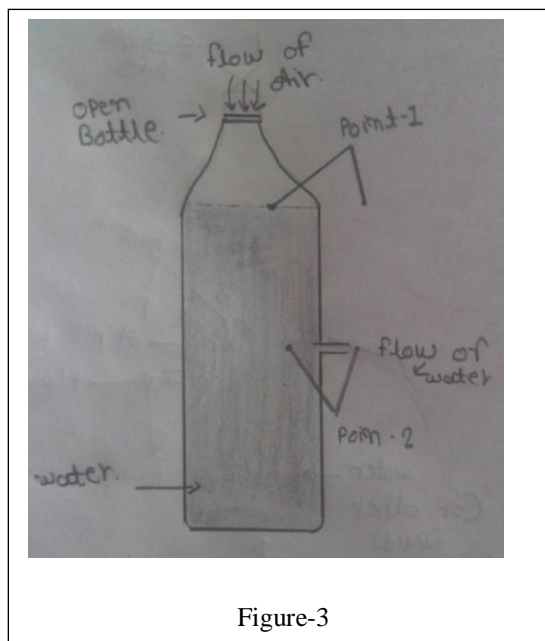 flow of
Air.
open
Bottle.
Point-1
flow of
water
Poin-2
water.
Figure-3